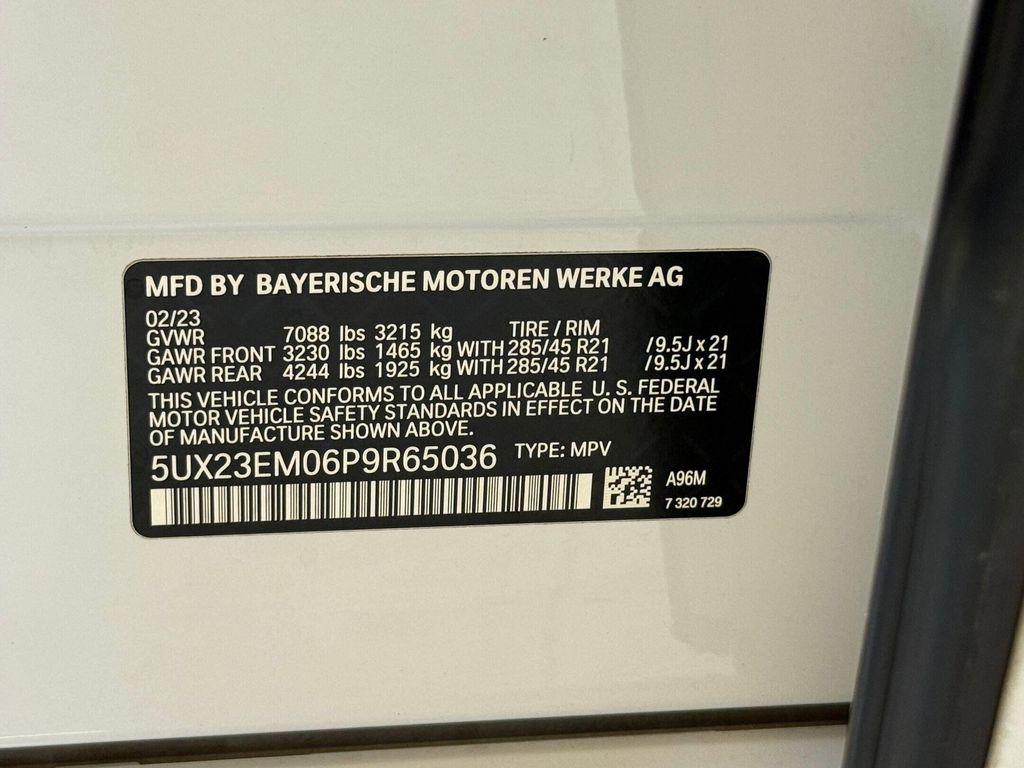 MFD BY BAYERISCHE MOTOREN WERKE AG
02/23
GVWR 7088 lbs 3215 kg TIRE / RIM
GAWR FRONT 3230 lbs 1465 kg WITH 285/45 R21 /9.5J x 21
GAWR REAR 4244 lbs 1925 kg WITH 285/45 R21 /9.5J x 21
THIS VEHICLE CONFORMS TO ALL APPLICABLE U. S. FEDERAL
MOTOR VEHICLE SAFETY STANDARDS IN EFFECT ON THE DATE
OF MANUFACTURE SHOWN ABOVE.
5UX23EM06P9R65036 TYPE: MPV
A96M
7 320 729